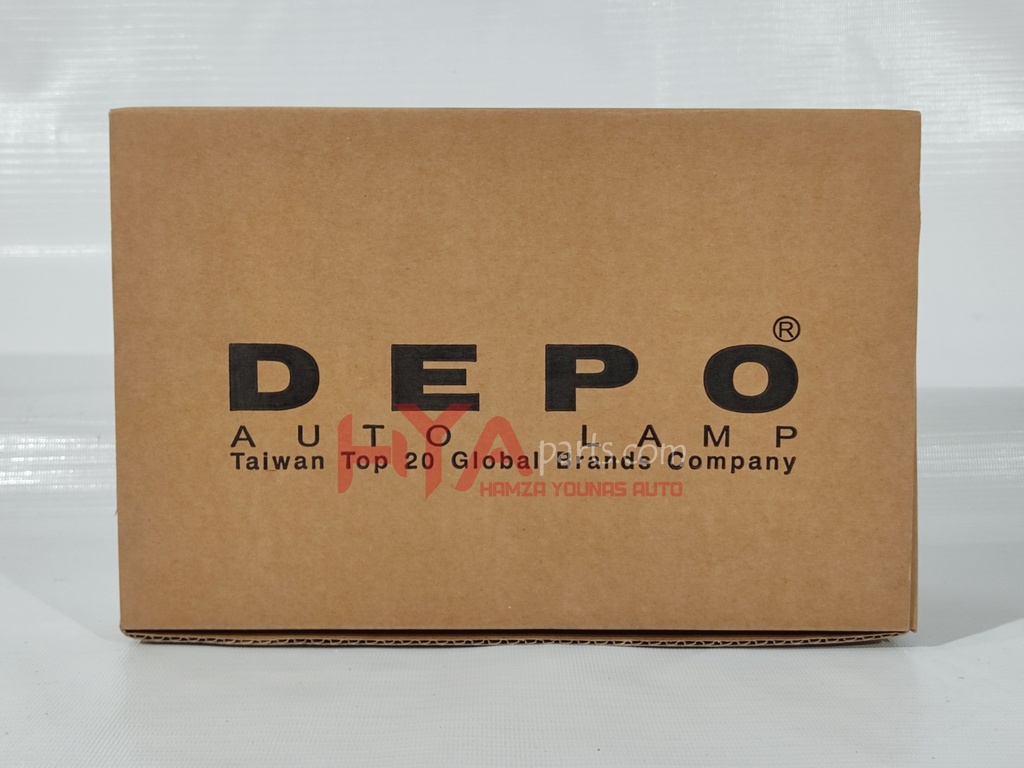 DEPO®
AUTO LAMP
Taiwan Top 20 Global Brands Company
HYAparts.com
HAMZA YOUNAS AUTO